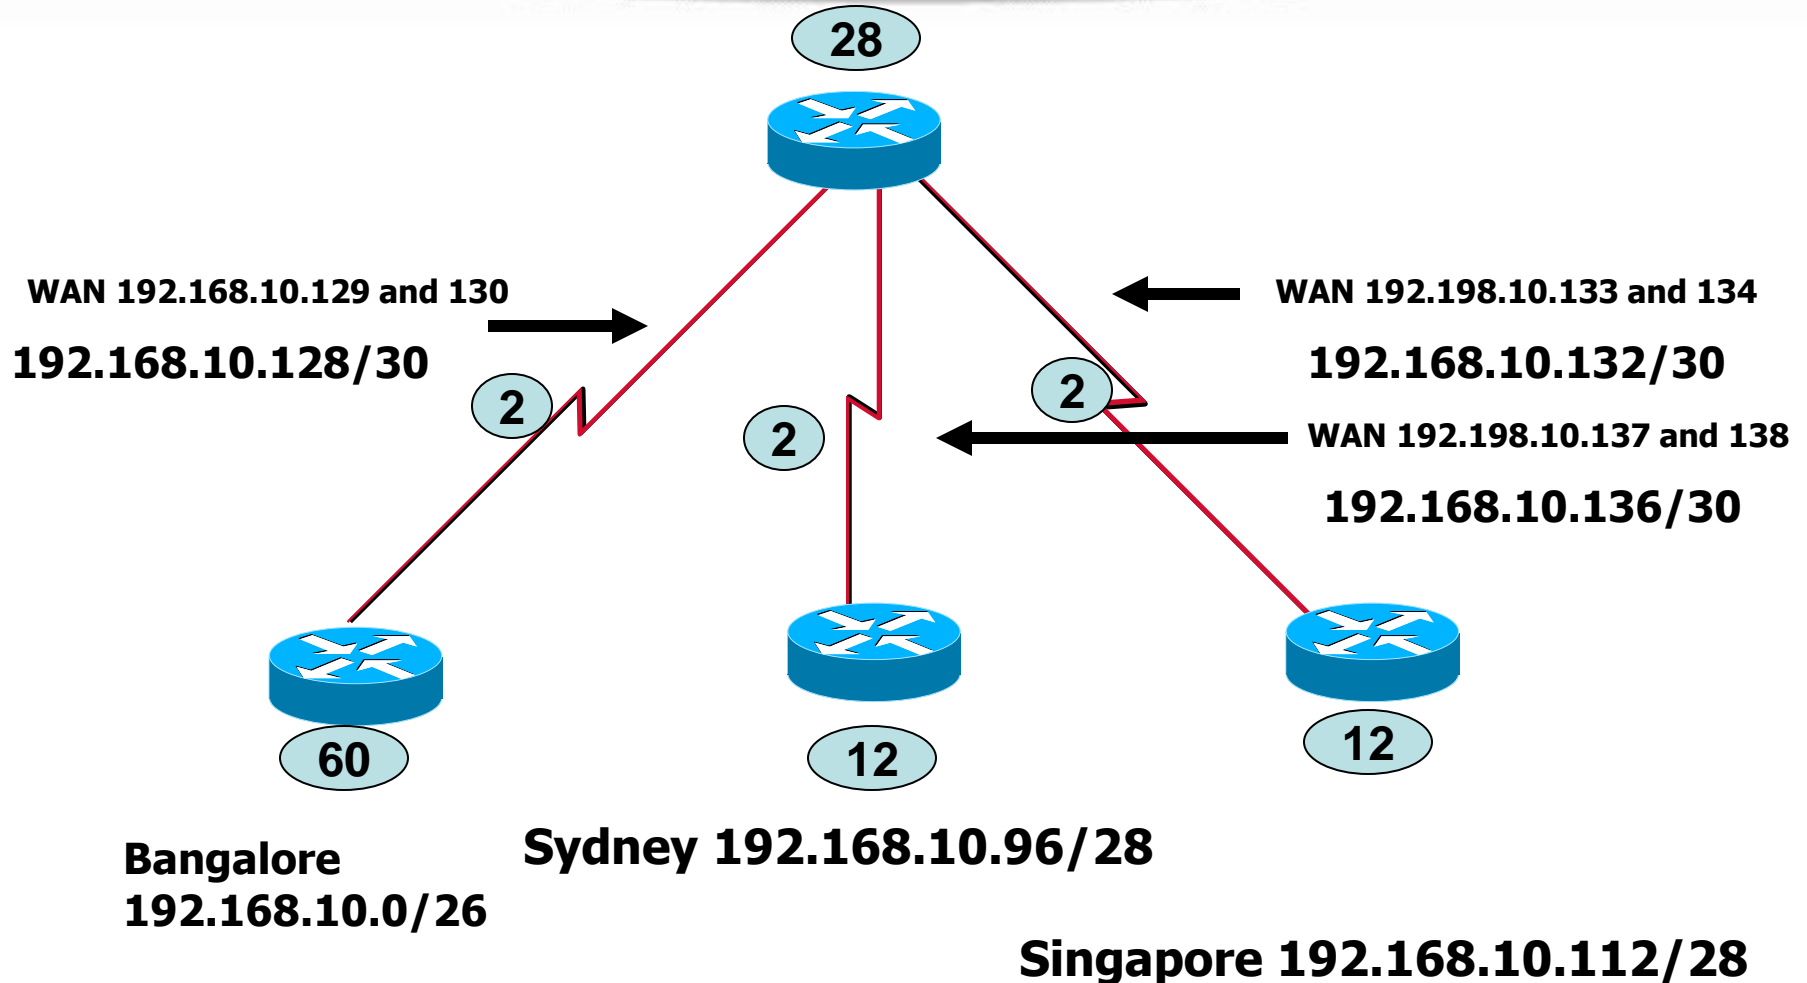 28
WAN 192.168.10.129 and 130
192.168.10.128/30
WAN 192.198.10.133 and 134
192.168.10.132/30
2
2
2
WAN 192.198.10.137 and 138
192.168.10.136/30
60
12
12
Bangalore
192.168.10.0/26
Sydney 192.168.10.96/28
Singapore 192.168.10.112/28